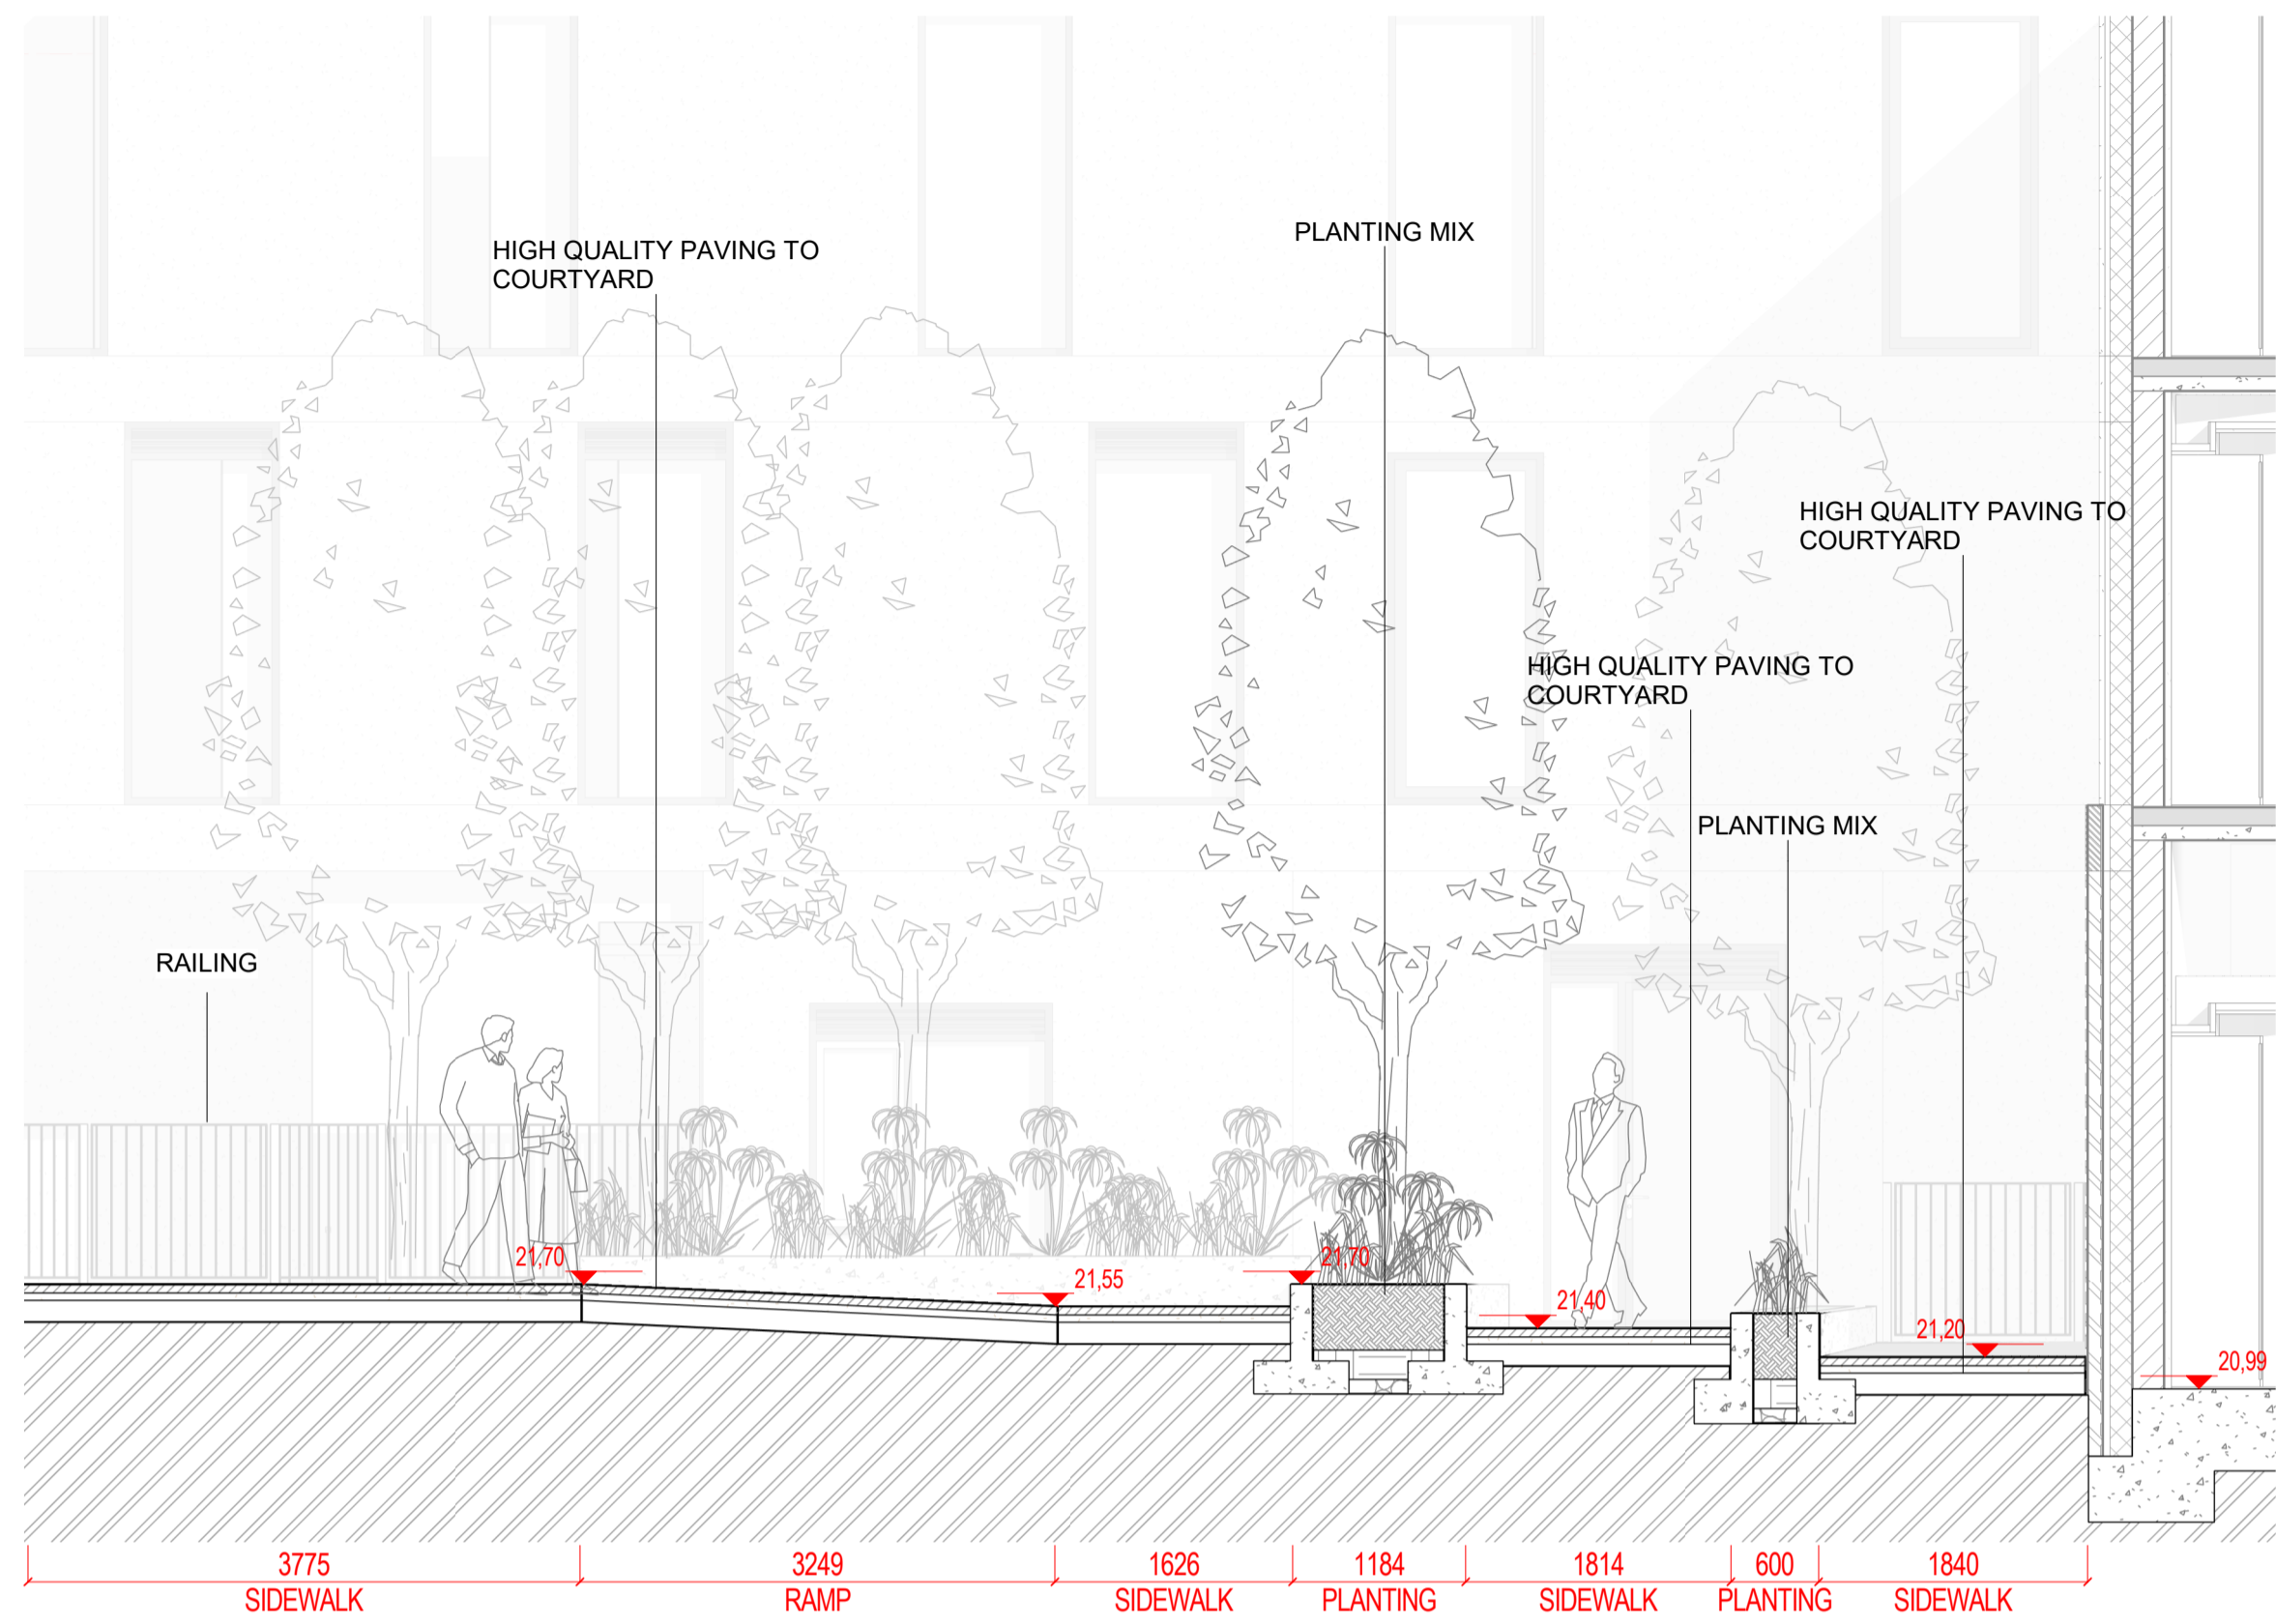 PLANTING MIX
HIGH QUALITY PAVING TO
COURTYARD
HIGH QUALITY PAVING TO
COURTYARD
HIGH QUALITY PAVING TO
COURTYARD
PLANTING MIX
RAILING
21,70
21,55
21,70
21,40
21,20
20,99
3775
SIDEWALK
3249
RAMP
1626
SIDEWALK
1184
PLANTING
1814
SIDEWALK
600
PLANTING
1840
SIDEWALK